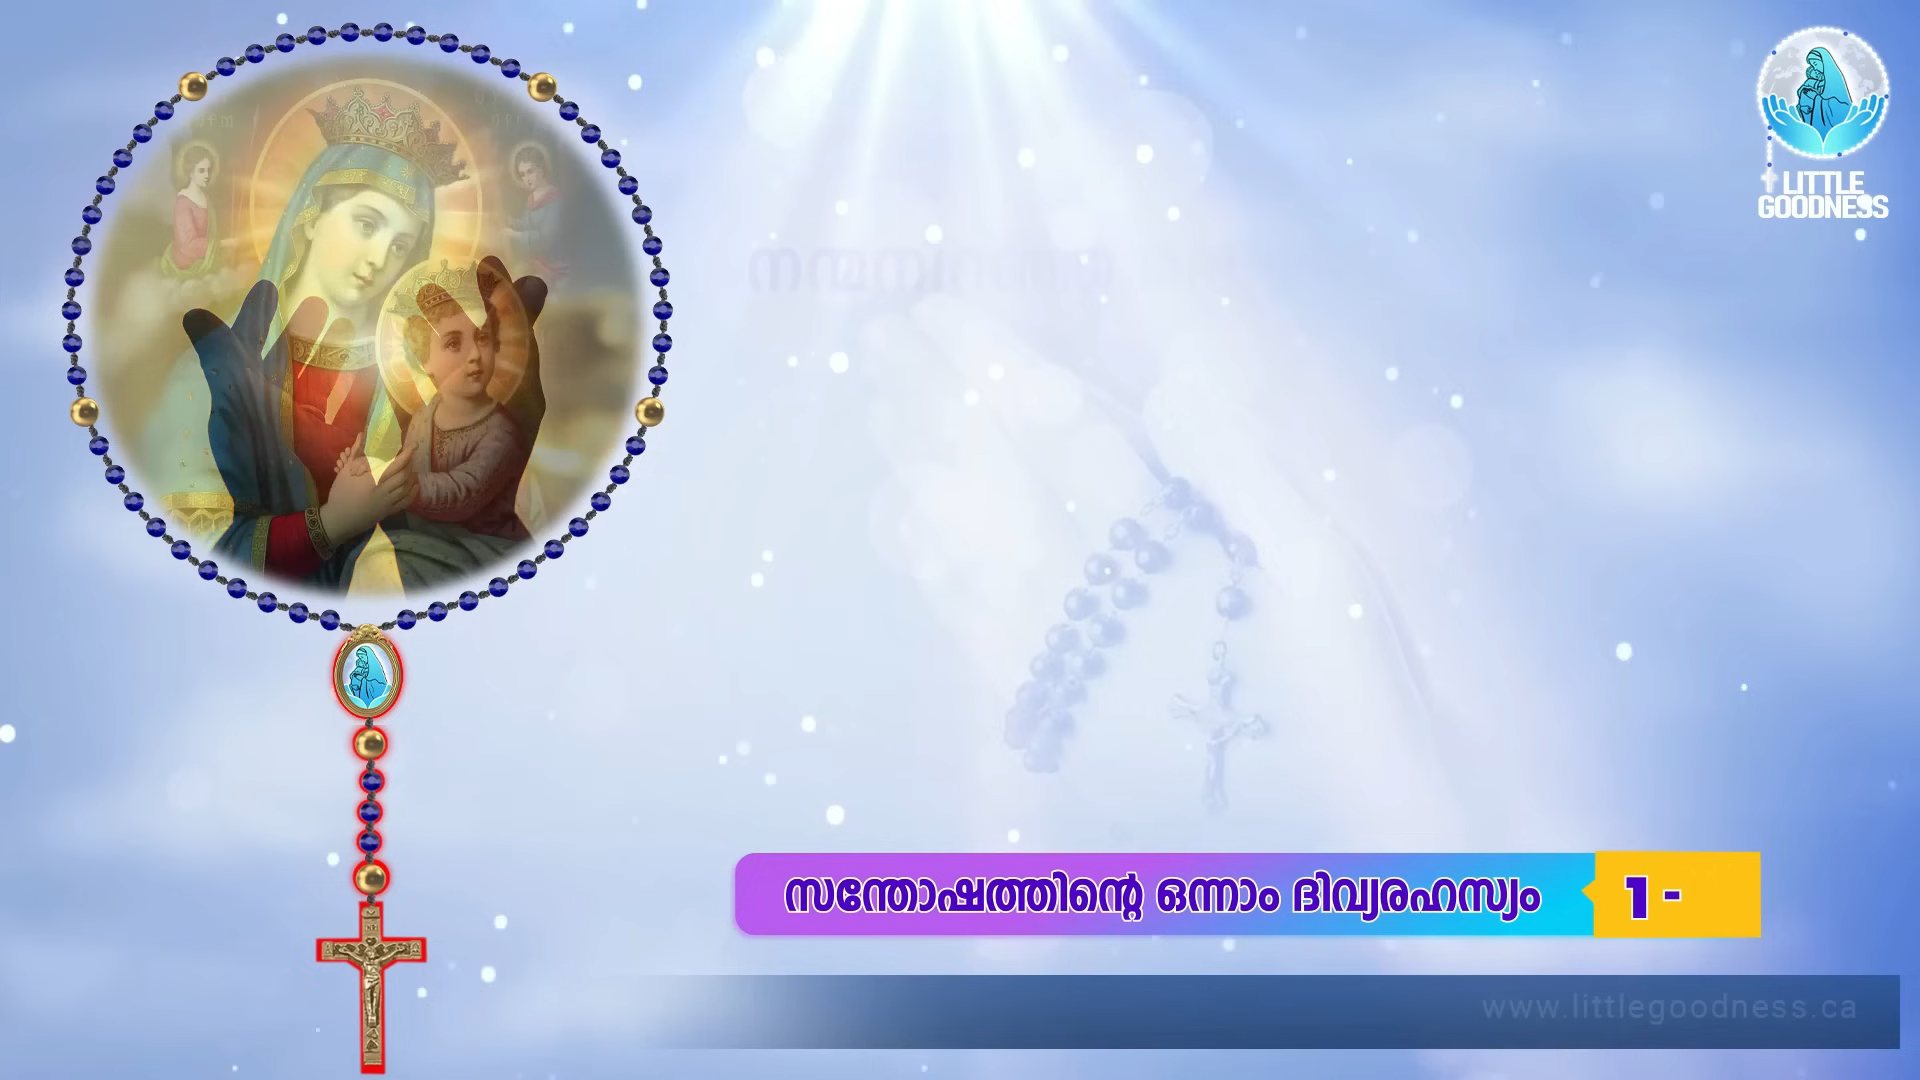 LITTLE
GOODNESS
സന്തോഷത്തിന്റെ ഒന്നാം ദിവ്യരഹസ്യം
1 -
www.littlegoodness.ca